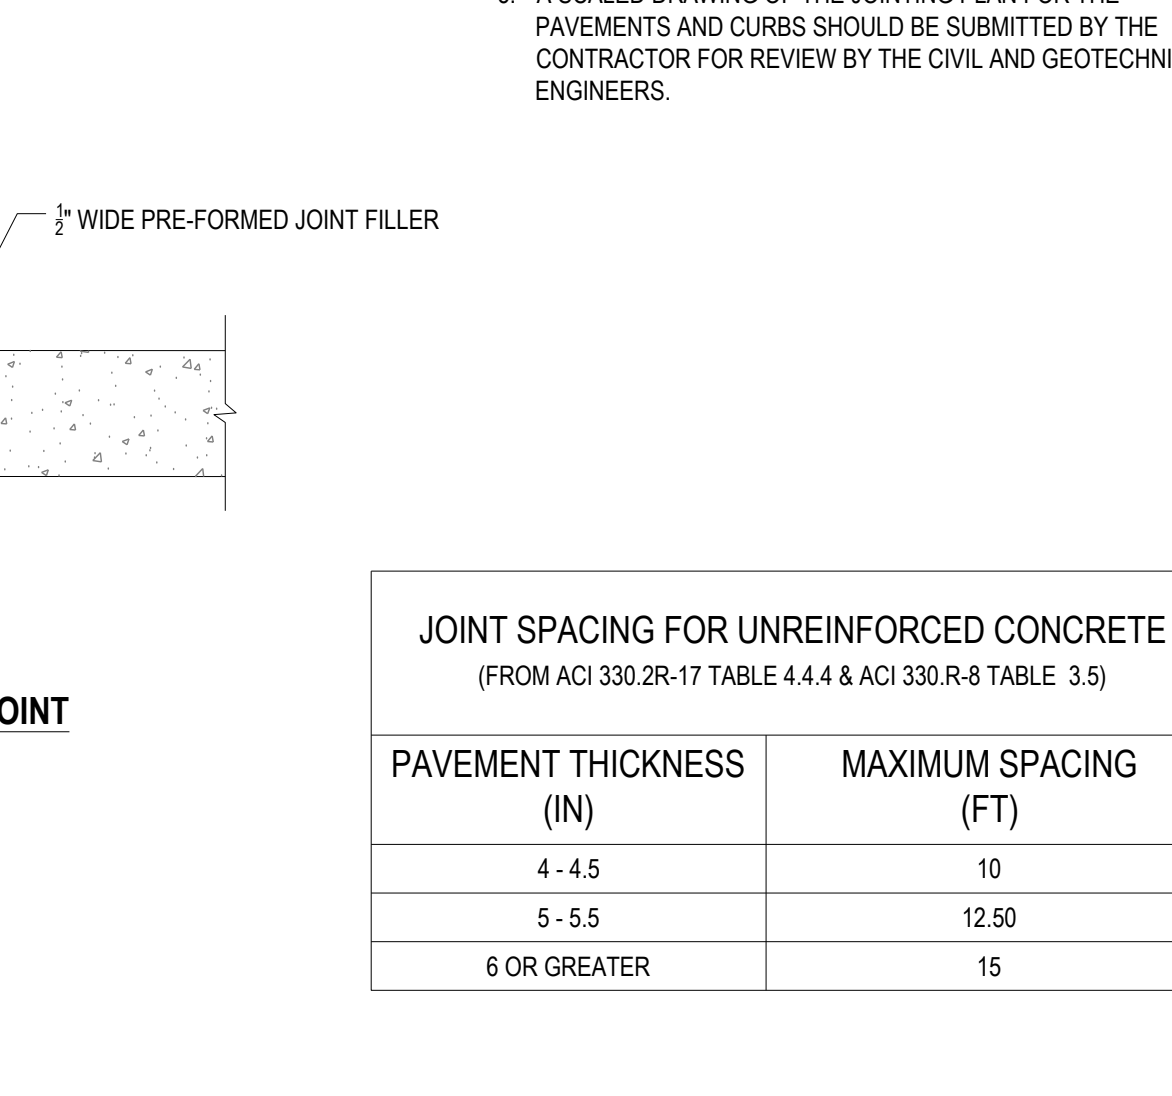 PAVEMENTS AND CURBS SHOULD BE SUBMITTED BY THE
CONTRACTOR FOR REVIEW BY THE CIVIL AND GEOTECHNI
ENGINEERS.
1/2" WIDE PRE-FORMED JOINT FILLER
OINT
JOINT SPACING FOR UNREINFORCED CONCRETE
(FROM ACI 330.2R-17 TABLE 4.4.4 & ACI 330.R-8 TABLE 3.5)
PAVEMENT THICKNESS
(IN)
MAXIMUM SPACING
(FT)
4 - 4.5
10
5 - 5.5
12.50
6 OR GREATER
15